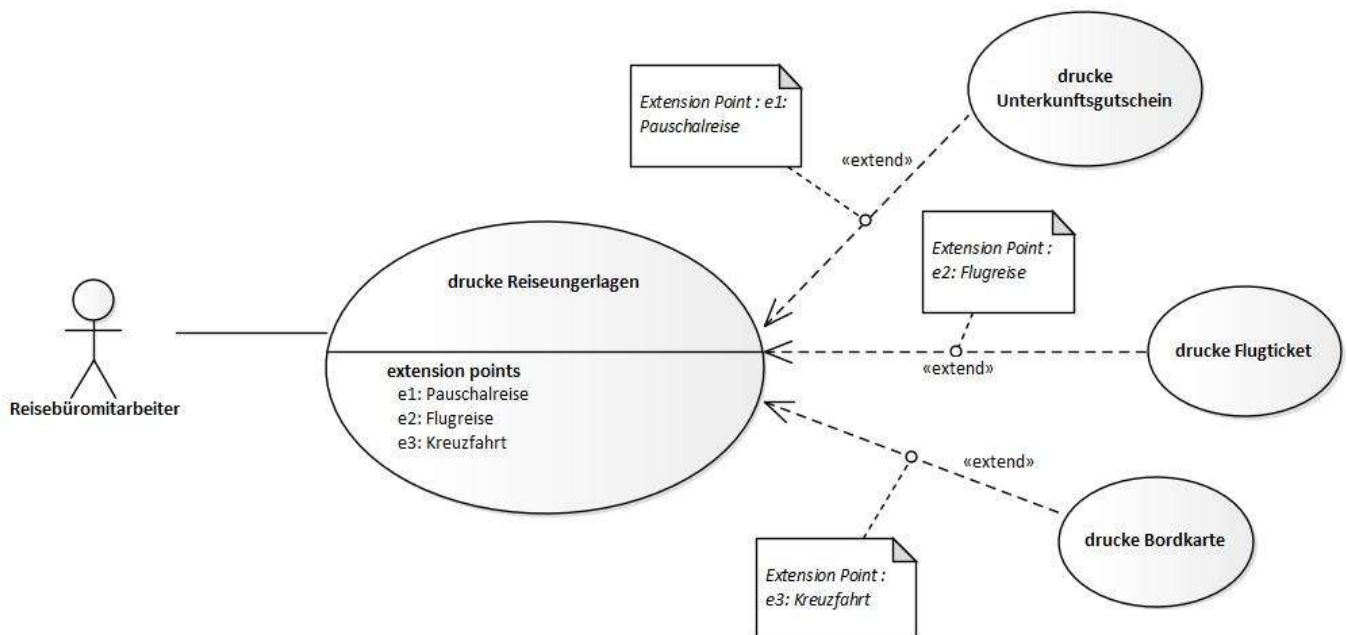 drucke
Unterkunftsgutschein
Extension Point : e1:
Pauschalreise
«extend»
Extension Point :
e2: Flugreise
drucke Reiseungerlagen
drucke Flugticket
«extend»
extension points
e1: Pauschalreise
e2: Flugreise
e3: Kreuzfahrt
Reisebüromitarbeiter
«extend»
drucke Bordkarte
Extension Point :
e3: Kreuzfahrt